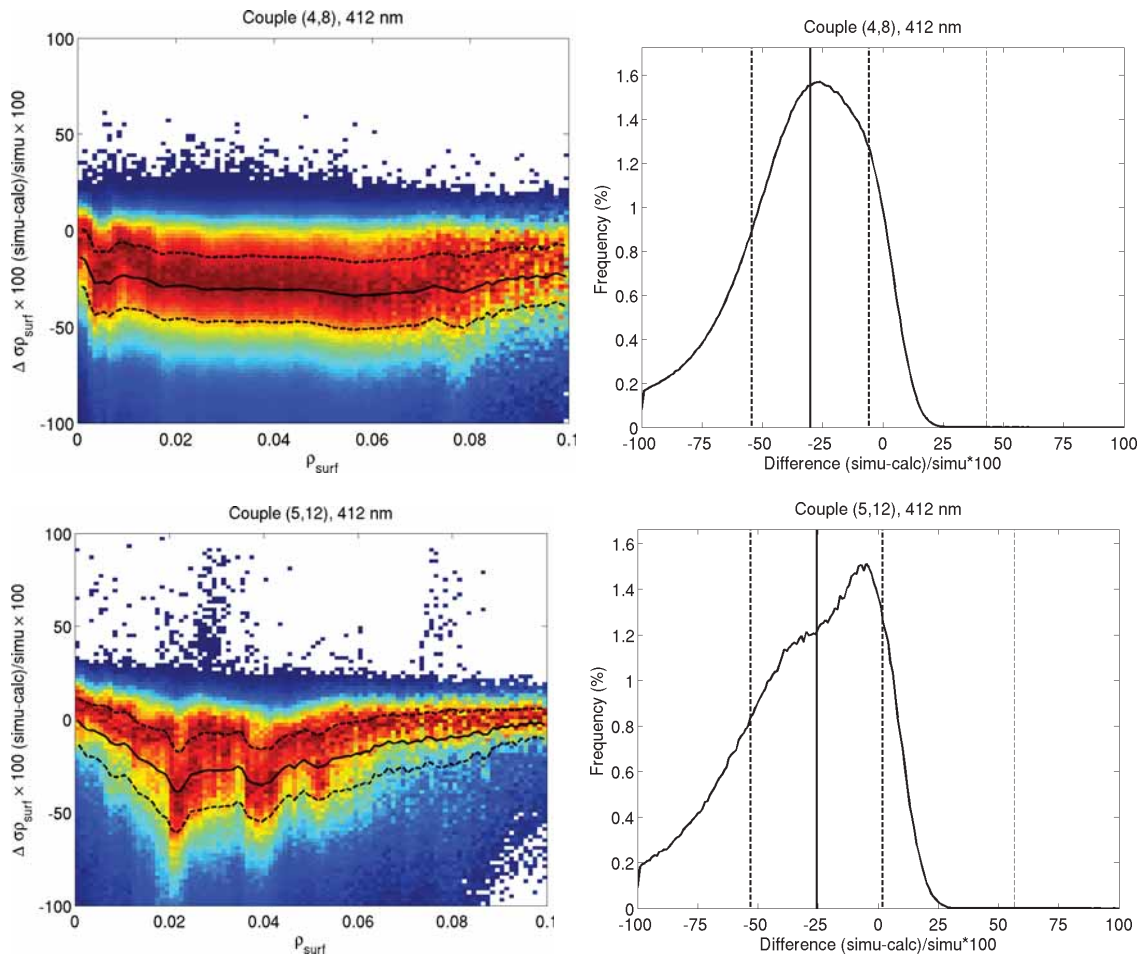 Couple (4,8), 412 nm
100
50
0
-50
-100
Δ σρsurf × 100 (simu-calc)/simu × 100
0 0.02 0.04 0.06 0.08 0.1
ρsurf
Couple (4,8), 412 nm
1.6
1.4
1.2
1
0.8
0.6
0.4
0.2
0
Frequency (%)
-100 -75 -50 -25 0 25 50 75 100
Difference (simu-calc)/simu*100
Couple (5,12), 412 nm
100
50
0
-50
-100
Δ σρsurf × 100 (simu-calc)/simu × 100
0 0.02 0.04 0.06 0.08 0.1
ρsurf
Couple (5,12), 412 nm
1.6
1.4
1.2
1
0.8
0.6
0.4
0.2
0
Frequency (%)
-100 -75 -50 -25 0 25 50 75 100
Difference (simu-calc)/simu*100